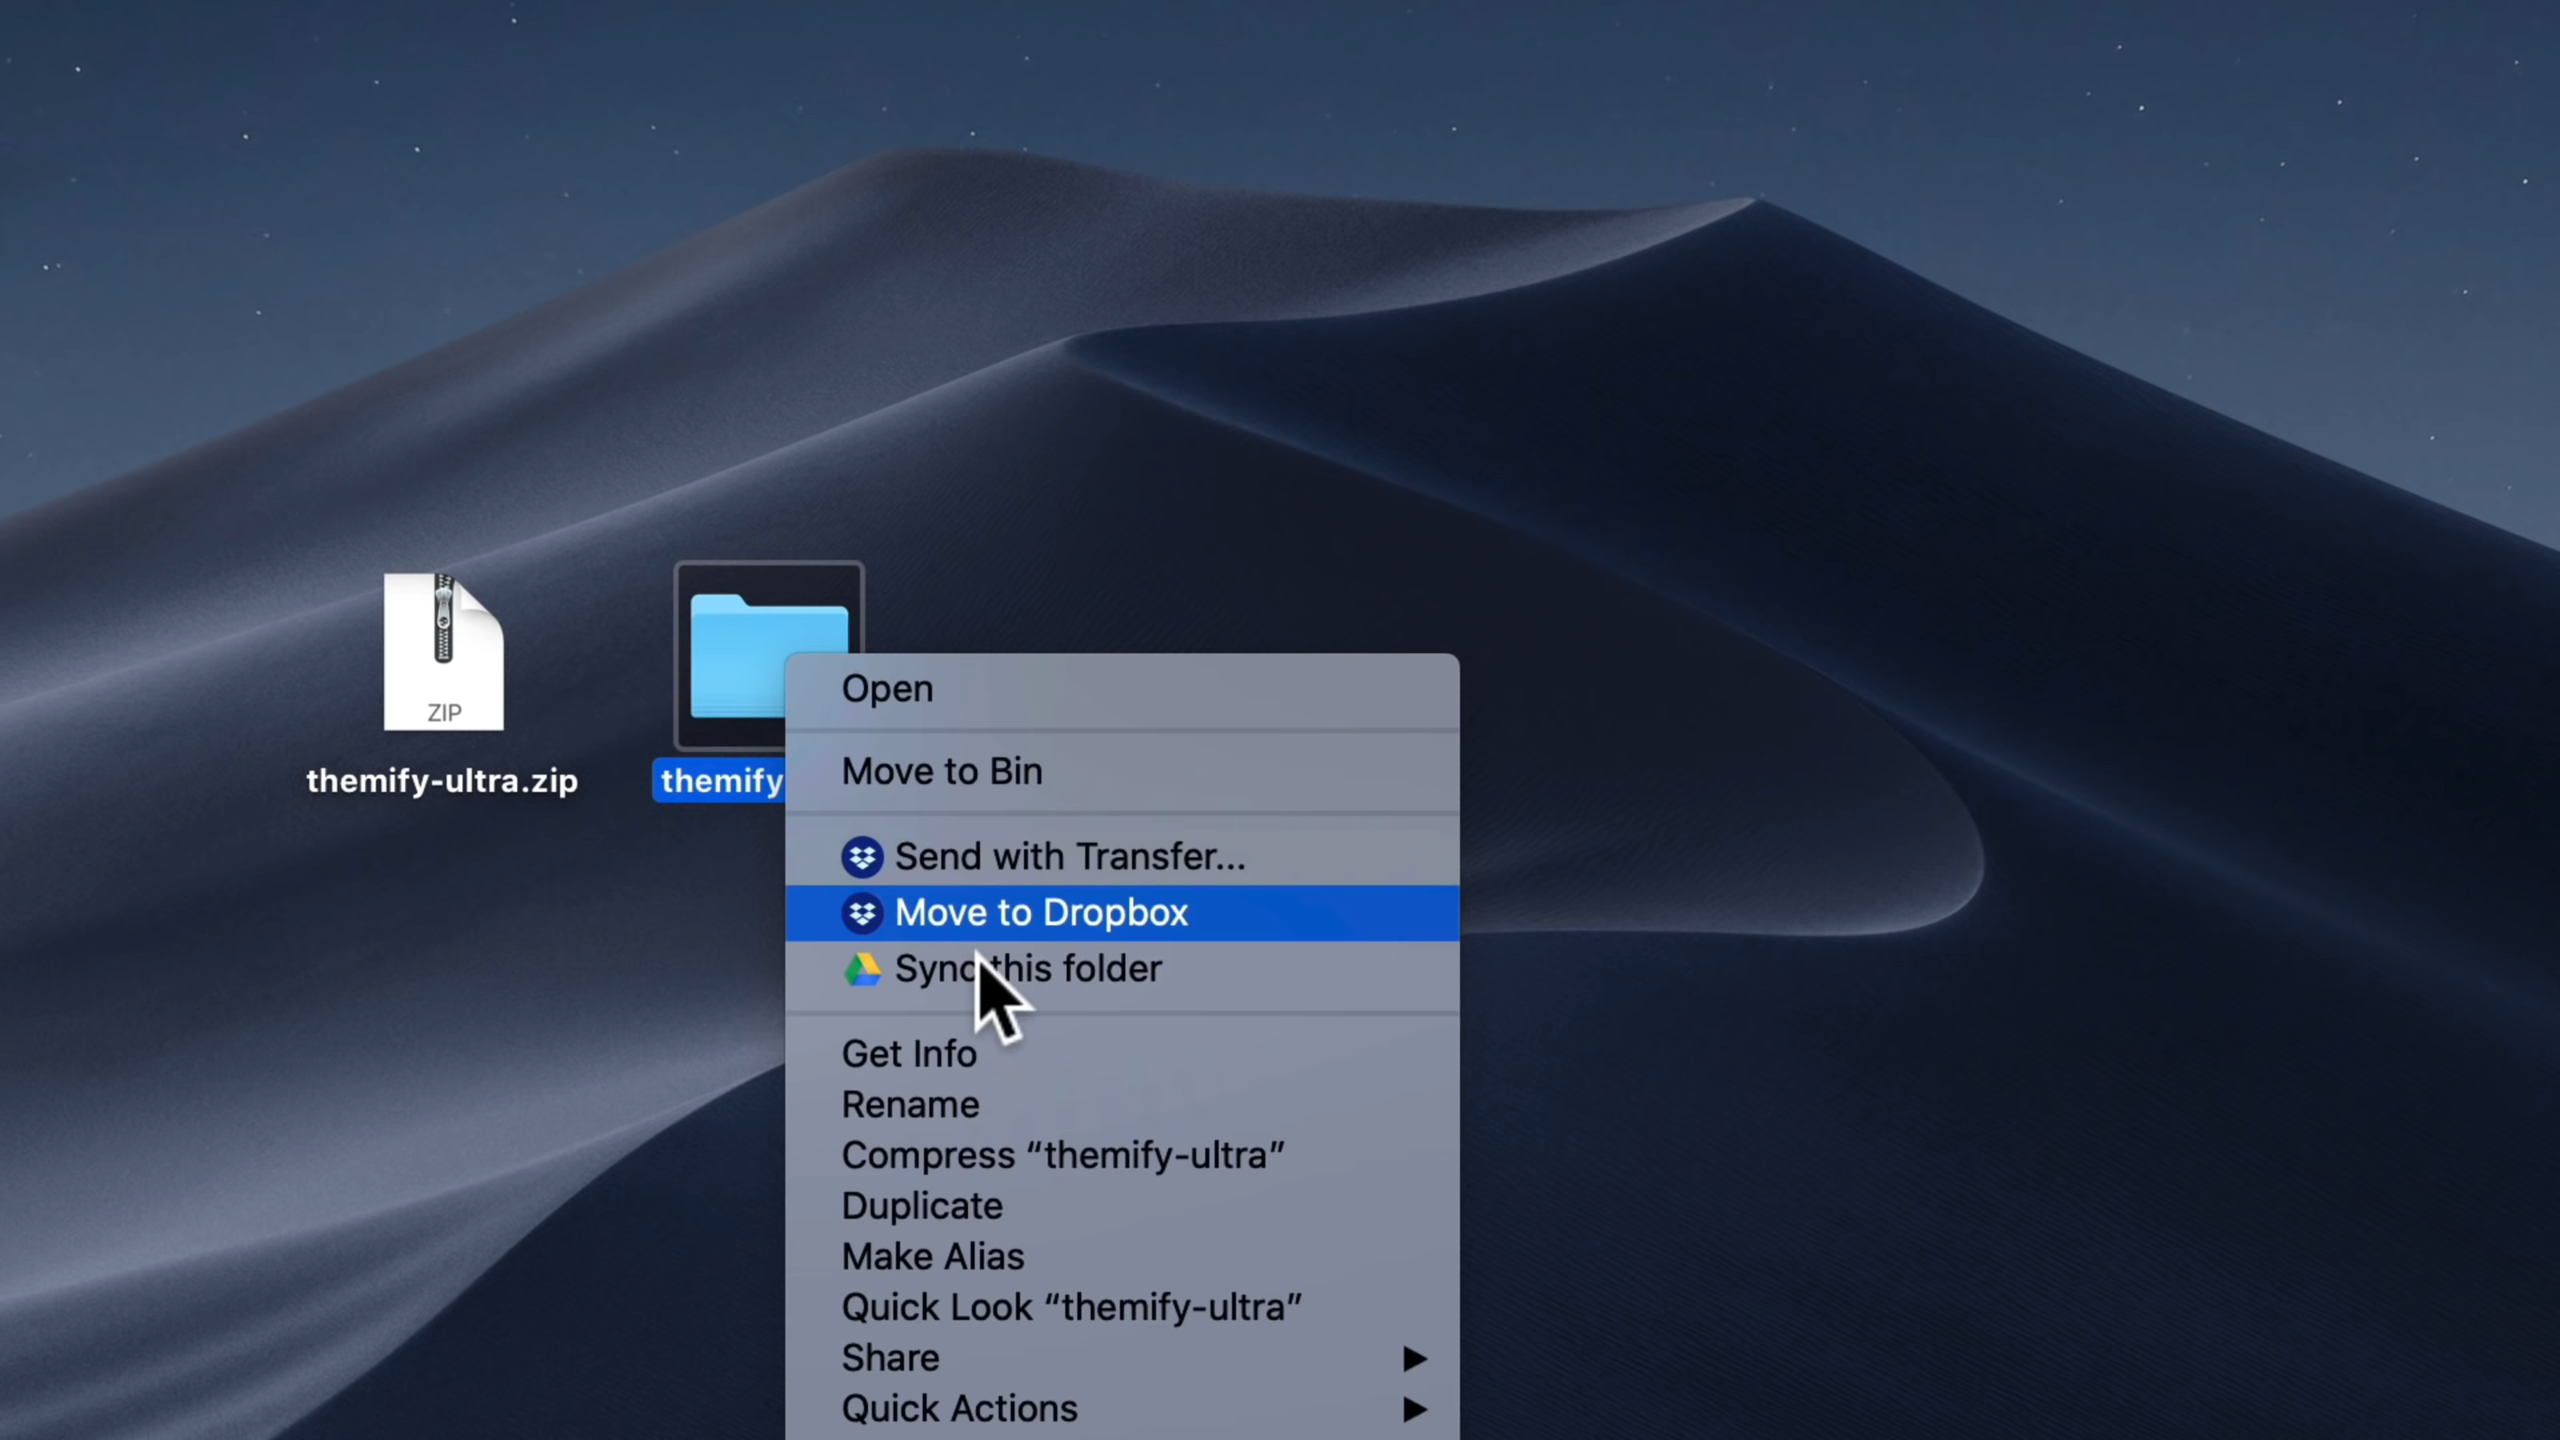 ZIP
themify-ultra.zip
themify
Open
Move to Bin
Send with Transfer...
Move to Dropbox
Sync this folder
Get Info
Rename
Compress “themify-ultra”
Duplicate
Make Alias
Quick Look “themify-ultra”
Share
Quick Actions